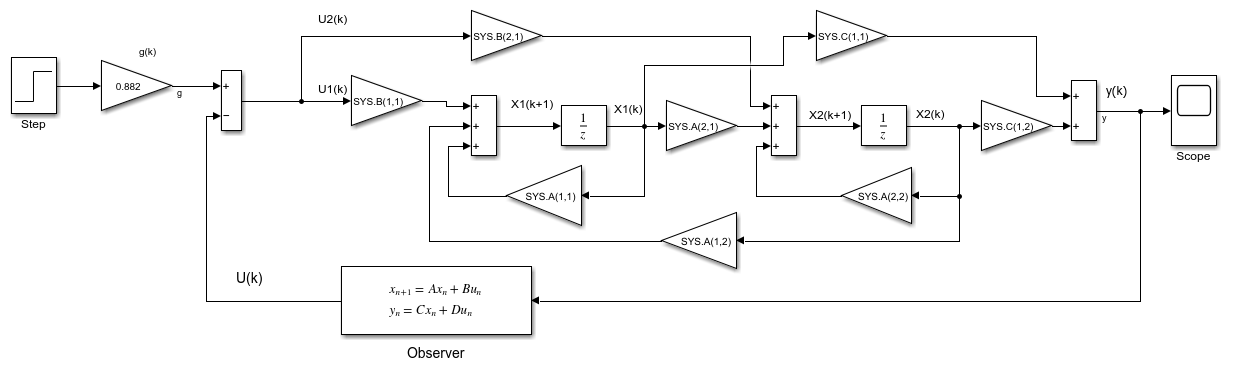 U2(k)
g(k)
SYS.B(2,1)
SYS.C(1,1)
0.882
g
+
−
U1(k)
SYS.B(1,1)
Step
+
+
+
X1(k+1)
1
z
X1(k)
SYS.A(2,1)
+
+
+
X2(k+1)
1
z
X2(k)
SYS.C(1,2)
+
+
y(k)
y
Scope
SYS.A(1,1)
SYS.A(2,2)
SYS.A(1,2)
U(k)
xn+1 = Axn + Bun
yn = Cxn + Dun
Observer